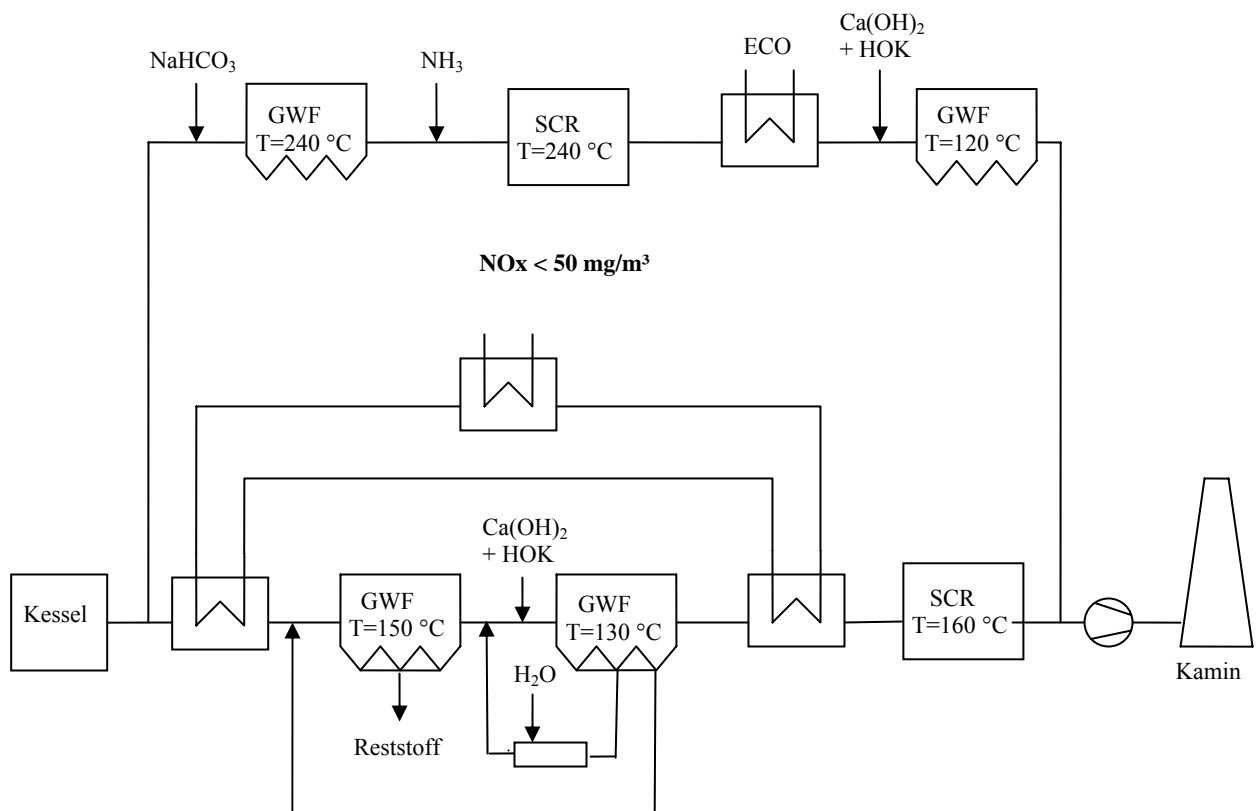 Ca(OH)₂
+ HOK
ECO
NaHCO₃
NH₃
GWF
T=240 °C
SCR
T=240 °C
GWF
T=120 °C
NOx < 50 mg/m³
Ca(OH)₂
+ HOK
Kessel
GWF
T=150 °C
GWF
T=130 °C
SCR
T=160 °C
H₂O
Reststoff
Kamin